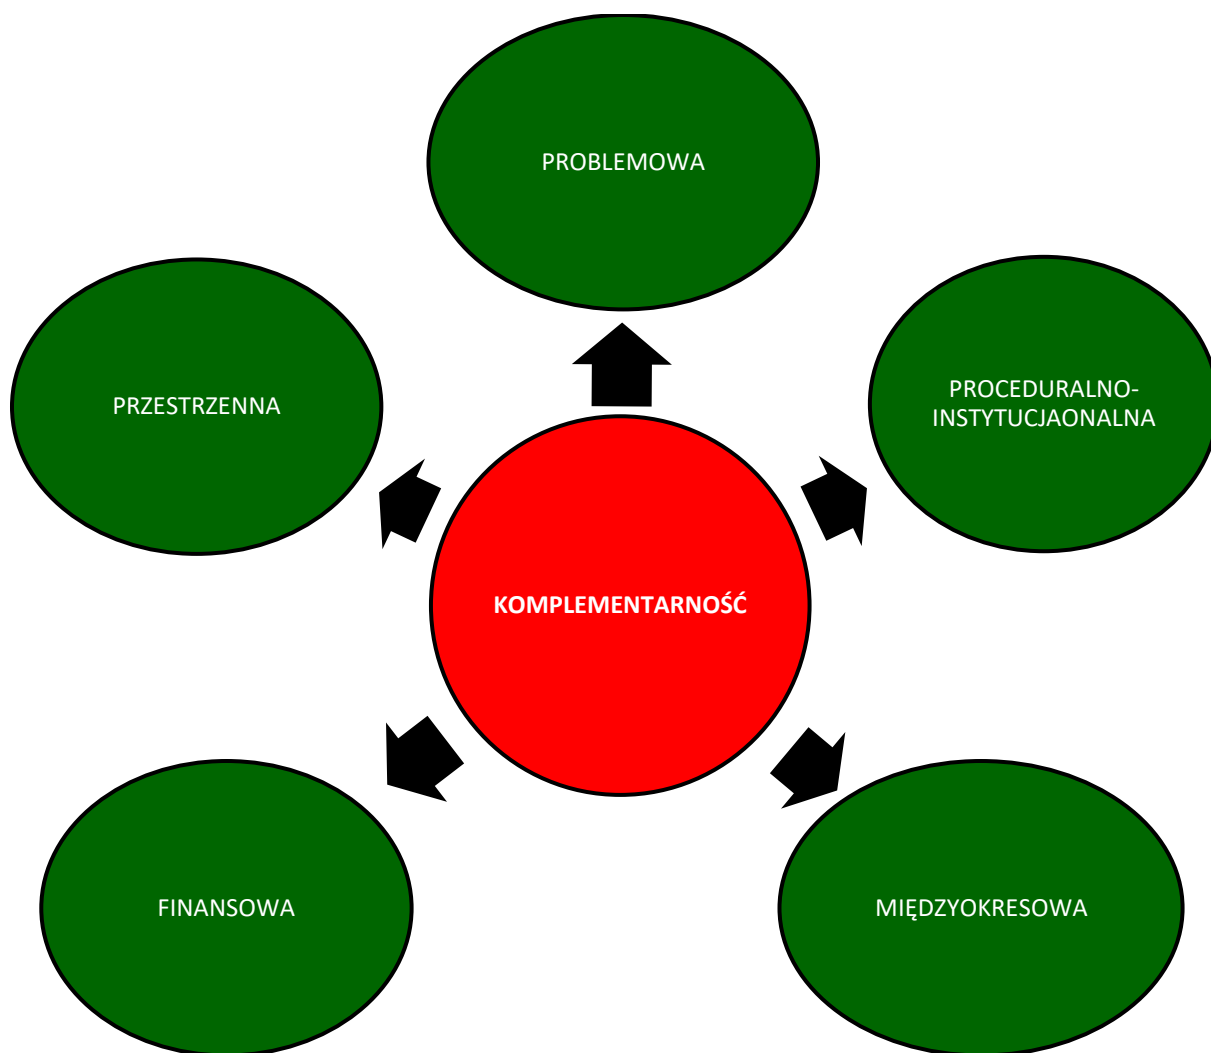 PROBLEMOWA
PRZESTRZENNA
PROCEDURALNO-
INSTYTUCJAONALNA
KOMPLEMENTARNOŚĆ
FINANSOWA
MIĘDZYOKRESOWA